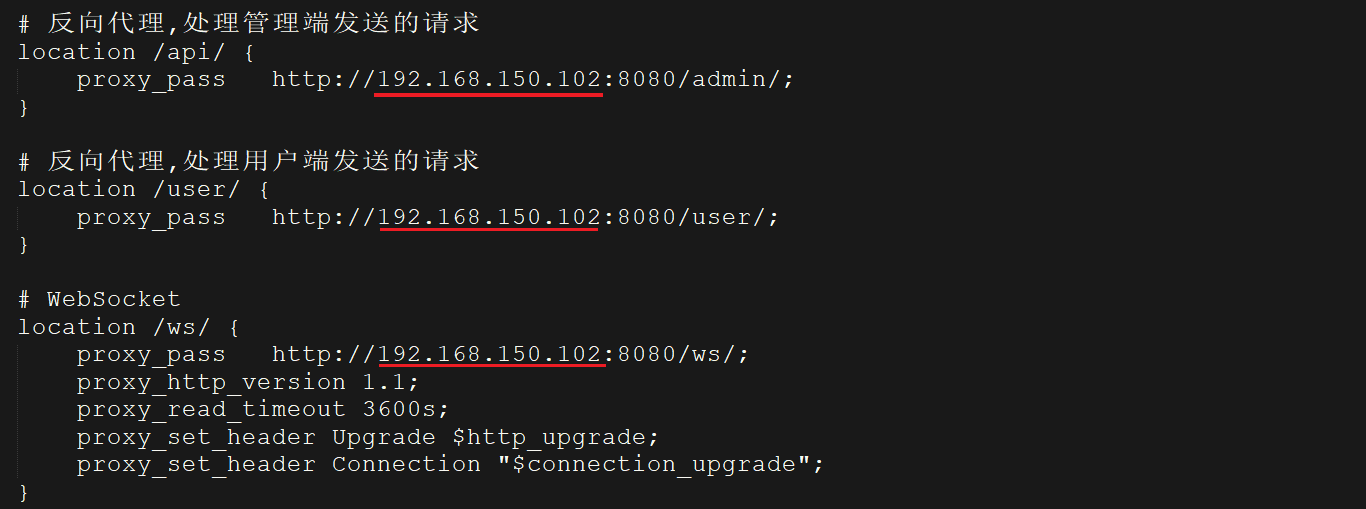 # 反向代理,处理管理端发送的请求
location /api/ {
    proxy_pass   http://192.168.150.102:8080/admin/;
}

# 反向代理,处理用户端发送的请求
location /user/ {
    proxy_pass   http://192.168.150.102:8080/user/;
}

# WebSocket
location /ws/ {
    proxy_pass   http://192.168.150.102:8080/ws/;
    proxy_http_version 1.1;
    proxy_read_timeout 3600s;
    proxy_set_header Upgrade $http_upgrade;
    proxy_set_header Connection "$connection_upgrade";
}